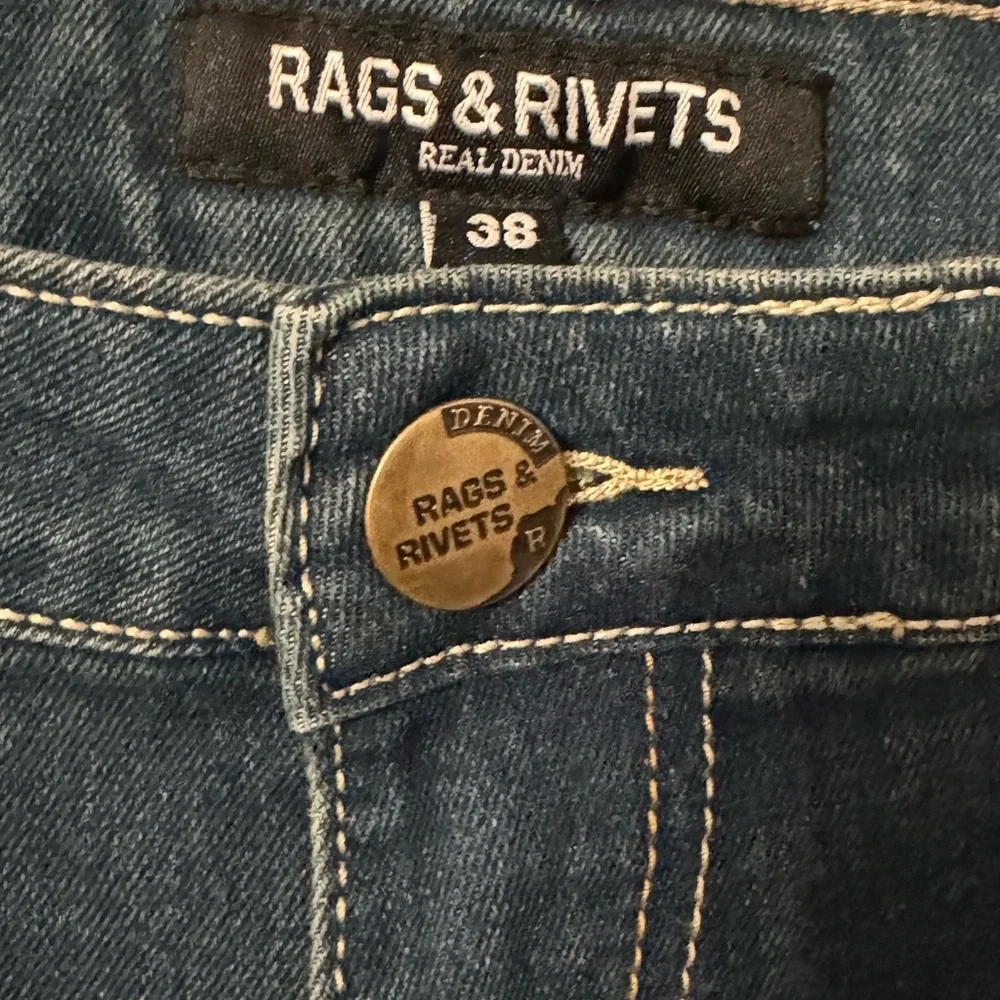 RAGS & RIVETS
REAL DENIM
38
DENIM
RAGS &
RIVETS
R